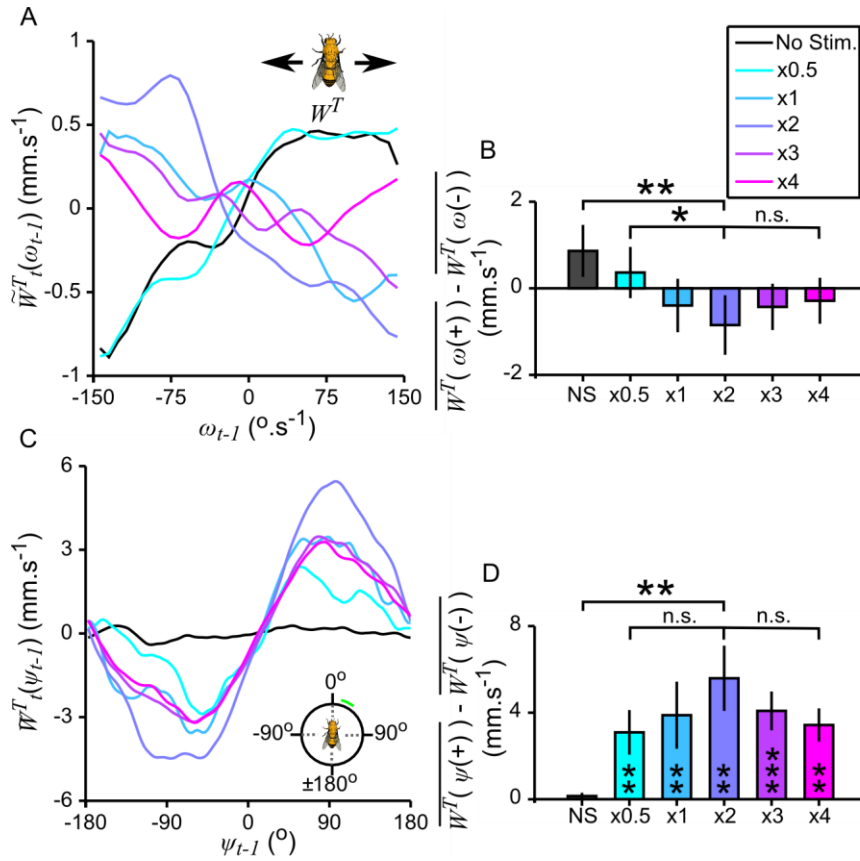 A
W^T
W̃^T_t(ω_{t-1}) (mm.s⁻¹)
1
0.5
0
-0.5
-1
-150
-75
0
75
150
ω_{t-1} (°.s⁻¹)
No Stim.
x0.5
x1
x2
x3
x4
B
**
*
n.s.
W^T( ω(+)) - W^T( ω(-))
(mm.s⁻¹)
2
0
-2
NS
x0.5
x1
x2
x3
x4
C
W̃^T_t(ψ_{t-1}) (mm.s⁻¹)
6
3
0
-3
-6
-180
-90
0
90
180
ψ_{t-1} (°)
0°
-90°
90°
±180°
D
**
n.s.
n.s.
W^T( ψ(+)) - W^T( ψ(-))
(mm.s⁻¹)
8
4
0
**
**
**
***
**
NS
x0.5
x1
x2
x3
x4